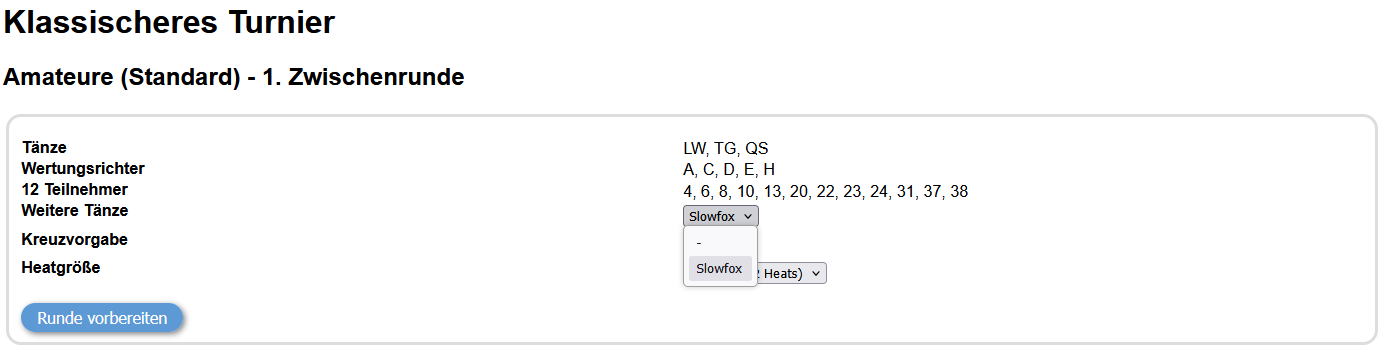 Klassischeres Turnier
Amateure (Standard) - 1. Zwischenrunde
Tänze LW, TG, QS
Wertungsrichter A, C, D, E, H
12 Teilnehmer 4, 6, 8, 10, 13, 20, 22, 23, 24, 31, 37, 38
Weitere Tänze Slowfox
Kreuzvorgabe -
Slowfox
Heatgröße Heats)
Runde vorbereiten